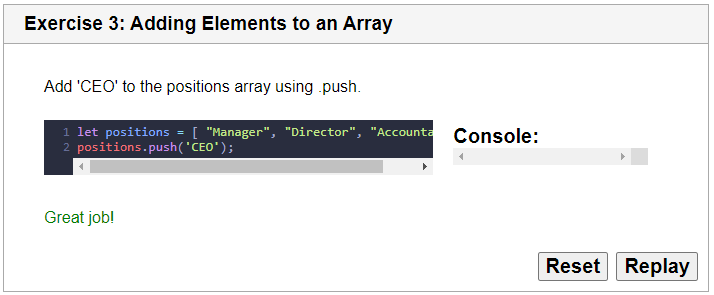 Exercise 3: Adding Elements to an Array
Add 'CEO' to the positions array using .push.
1 let positions = [ "Manager", "Director", "Accounta
2 positions.push('CEO');
Console:
Great job!
Reset Replay